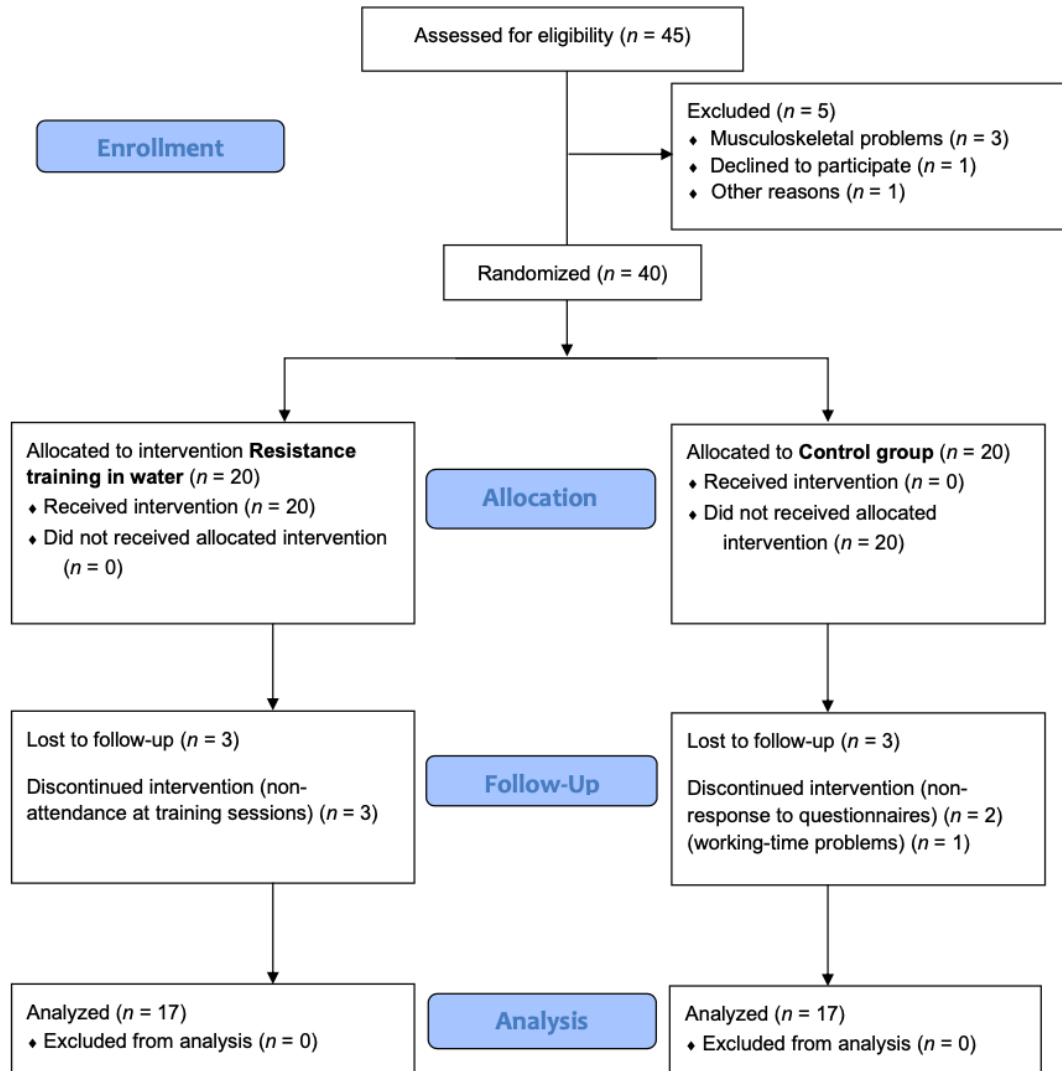 Assessed for eligibility (n = 45)
Enrollment
Excluded (n = 5)
♦ Musculoskeletal problems (n = 3)
♦ Declined to participate (n = 1)
♦ Other reasons (n = 1)
Randomized (n = 40)
Allocated to intervention Resistance
training in water (n = 20)
♦ Received intervention (n = 20)
♦ Did not received allocated intervention
(n = 0)
Allocation
Allocated to Control group (n = 20)
♦ Received intervention (n = 0)
♦ Did not received allocated
intervention (n = 20)
Lost to follow-up (n = 3)
Discontinued intervention (non-
attendance at training sessions) (n = 3)
Follow-Up
Lost to follow-up (n = 3)
Discontinued intervention (non-
response to questionnaires) (n = 2)
(working-time problems) (n = 1)
Analyzed (n = 17)
♦ Excluded from analysis (n = 0)
Analysis
Analyzed (n = 17)
♦ Excluded from analysis (n = 0)